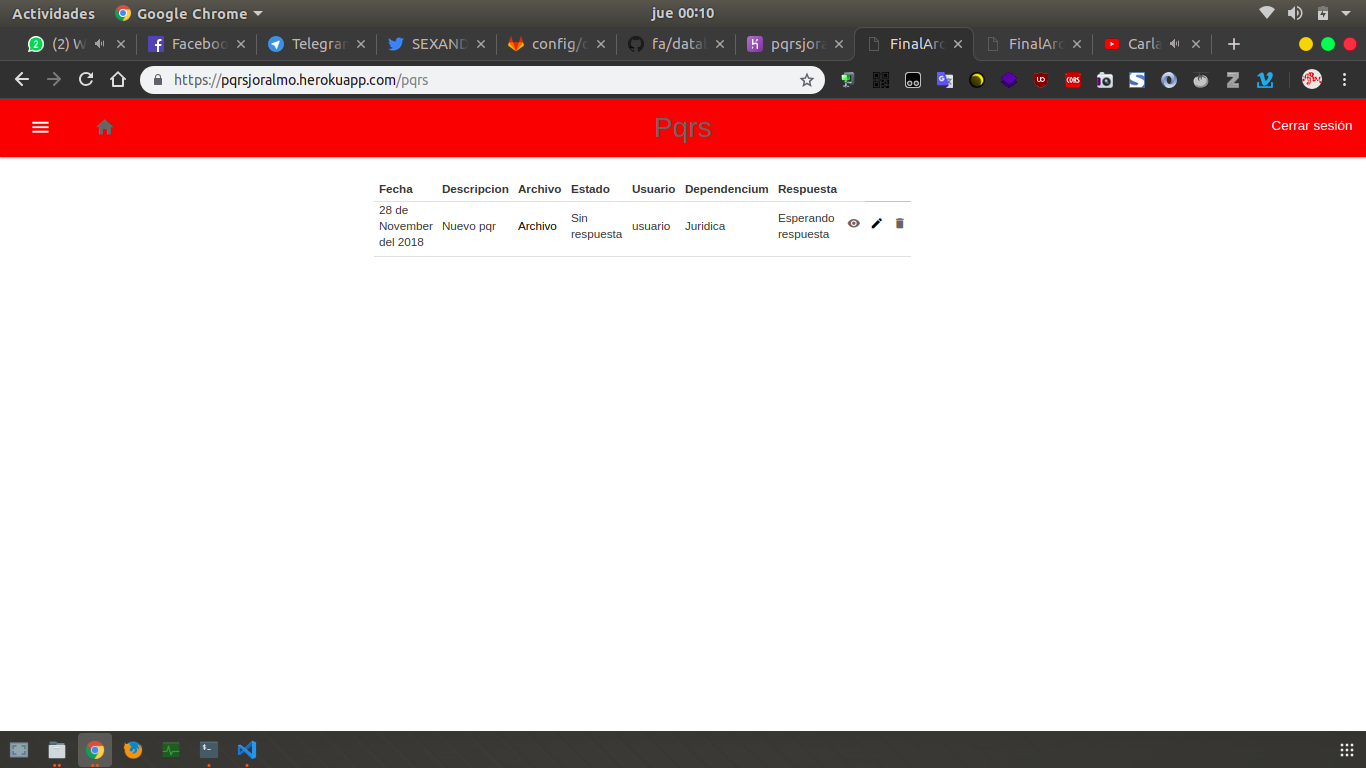 Actividades
Google Chrome
jue 00:10
(2) W
Faceboo
Telegran
SEXAND
config/d
fa/datal
pqrsjora
FinalArc
FinalArc
Carla
https://pqrsjoralmo.herokuapp.com/pqrs
Pqrs
Cerrar sesión
Fecha Descripcion Archivo Estado Usuario Dependencium Respuesta
28 de
November
del 2018
Nuevo pqr
Archivo
Sin
respuesta
usuario
Juridica
Esperando
respuesta